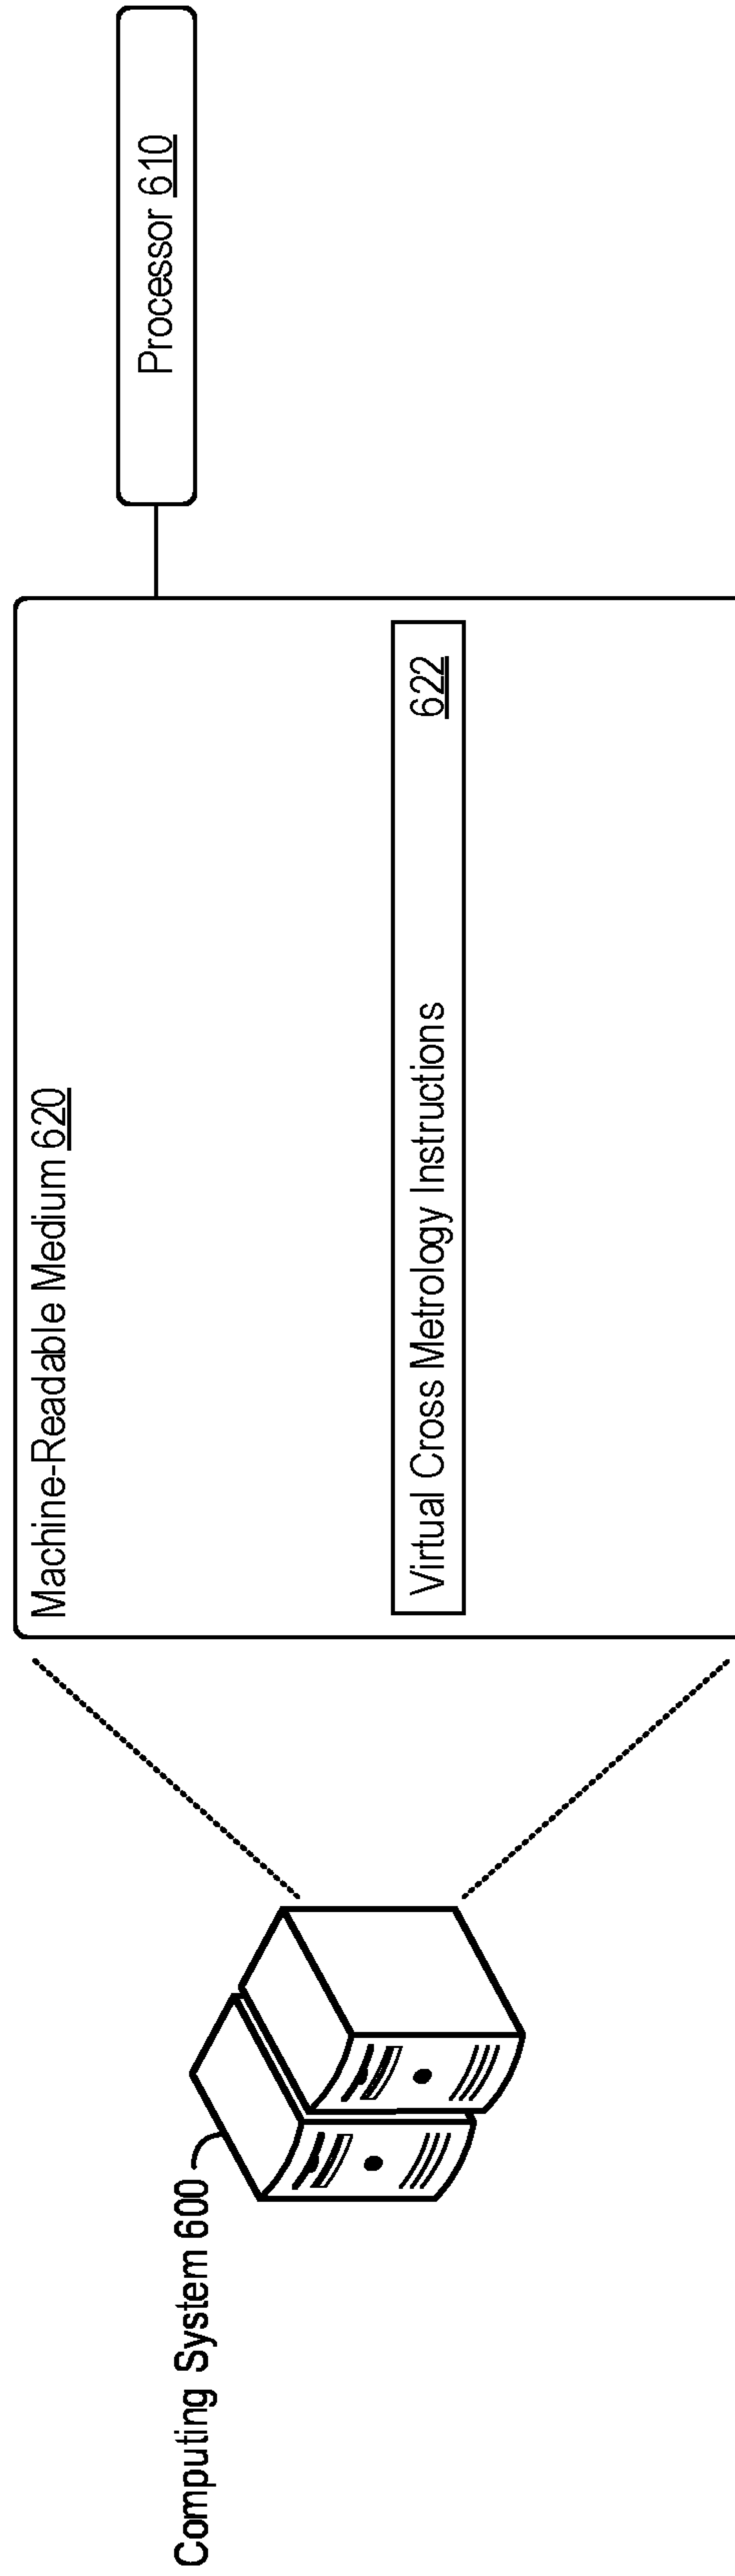 Computing System 600
Machine-Readable Medium 620
Virtual Cross Metrology Instructions 622
Processor 610